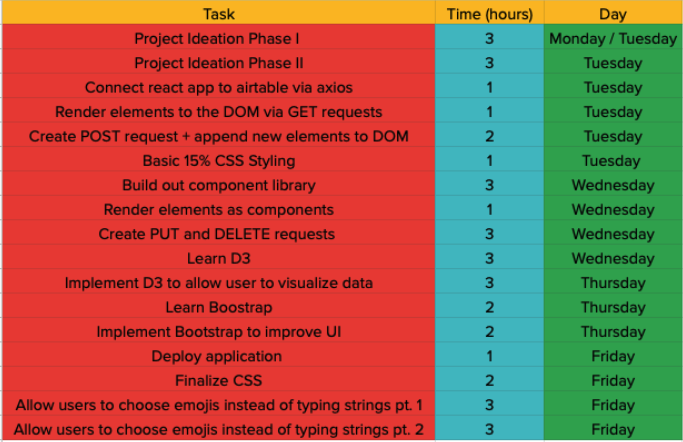 Task Time (hours) Day
Project Ideation Phase I 3 Monday / Tuesday
Project Ideation Phase II 3 Tuesday
Connect react app to airtable via axios 1 Tuesday
Render elements to the DOM via GET requests 1 Tuesday
Create POST request + append new elements to DOM 2 Tuesday
Basic 15% CSS Styling 1 Tuesday
Build out component library 3 Wednesday
Render elements as components 1 Wednesday
Create PUT and DELETE requests 3 Wednesday
Learn D3 3 Wednesday
Implement D3 to allow user to visualize data 3 Thursday
Learn Boostrap 2 Thursday
Implement Bootstrap to improve UI 2 Thursday
Deploy application 1 Friday
Finalize CSS 2 Friday
Allow users to choose emojis instead of typing strings pt. 1 3 Friday
Allow users to choose emojis instead of typing strings pt. 2 3 Friday